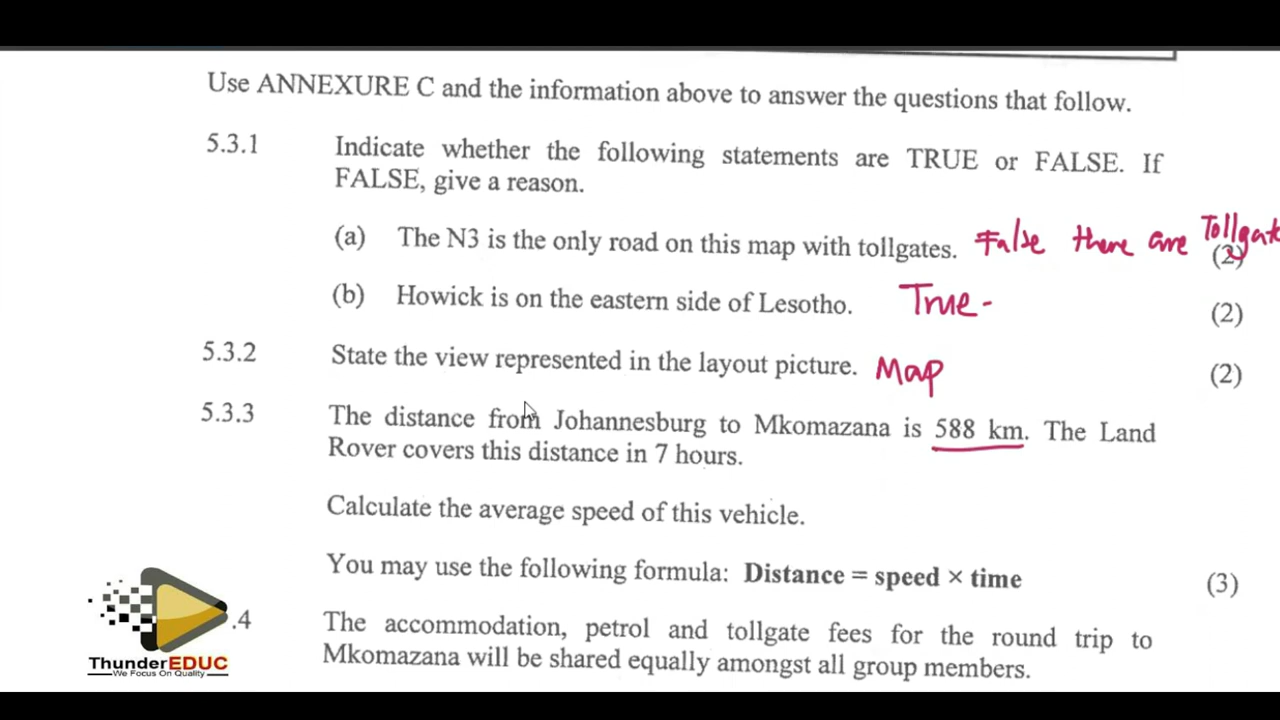 Use ANNEXURE C and the information above to answer the questions that follow.
5.3.1 Indicate whether the following statements are TRUE or FALSE. If
FALSE, give a reason.
(a) The N3 is the only road on this map with tollgates. False there are Tollgat
(2)
(b) Howick is on the eastern side of Lesotho. True - (2)
5.3.2 State the view represented in the layout picture. Map (2)
5.3.3 The distance from Johannesburg to Mkomazana is 588 km. The Land
Rover covers this distance in 7 hours.
Calculate the average speed of this vehicle.
You may use the following formula: Distance = speed × time (3)
.4 The accommodation, petrol and tollgate fees for the round trip to
Mkomazana will be shared equally amongst all group members.
ThunderEDUC
We Focus On Quality